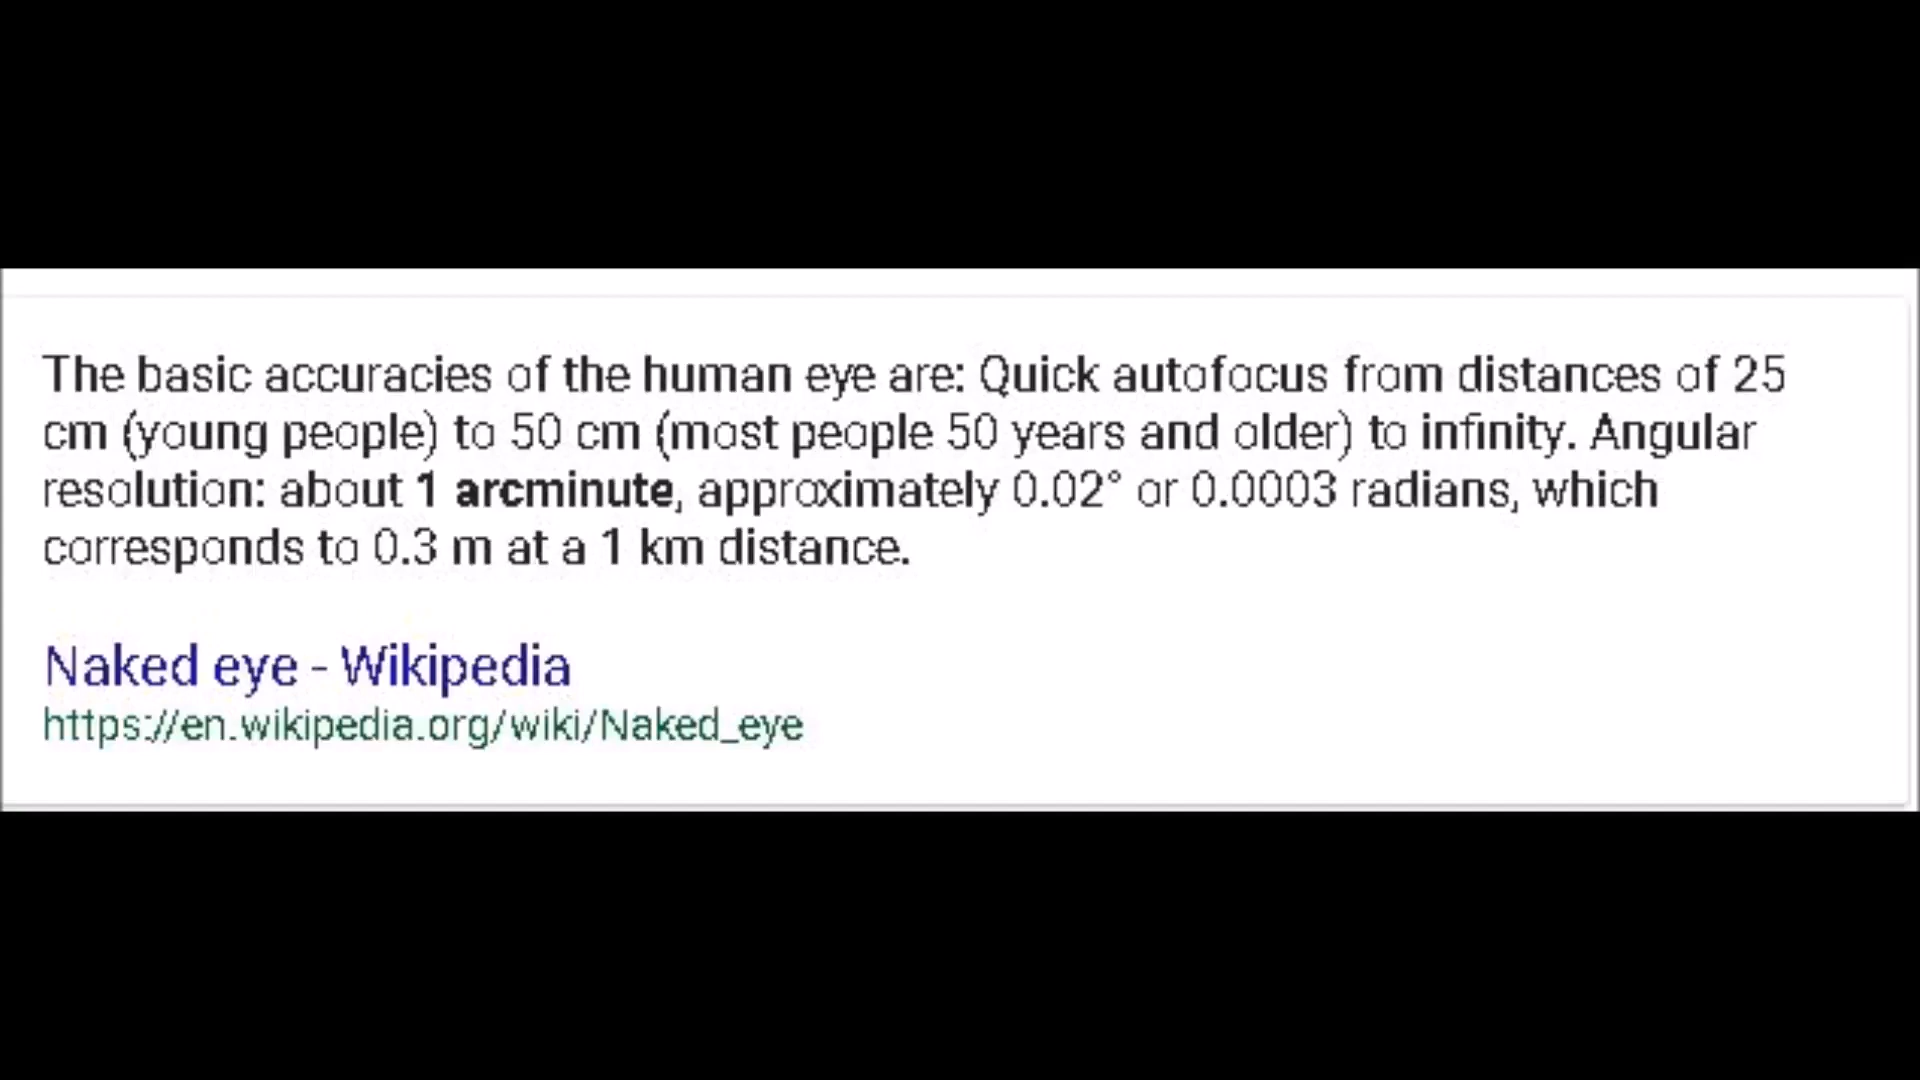 The basic accuracies of the human eye are: Quick autofocus from distances of 25
cm (young people) to 50 cm (most people 50 years and older) to infinity. Angular
resolution: about 1 arcminute, approximately 0.02° or 0.0003 radians, which
corresponds to 0.3 m at a 1 km distance.
Naked eye - Wikipedia
https://en.wikipedia.org/wiki/Naked_eye